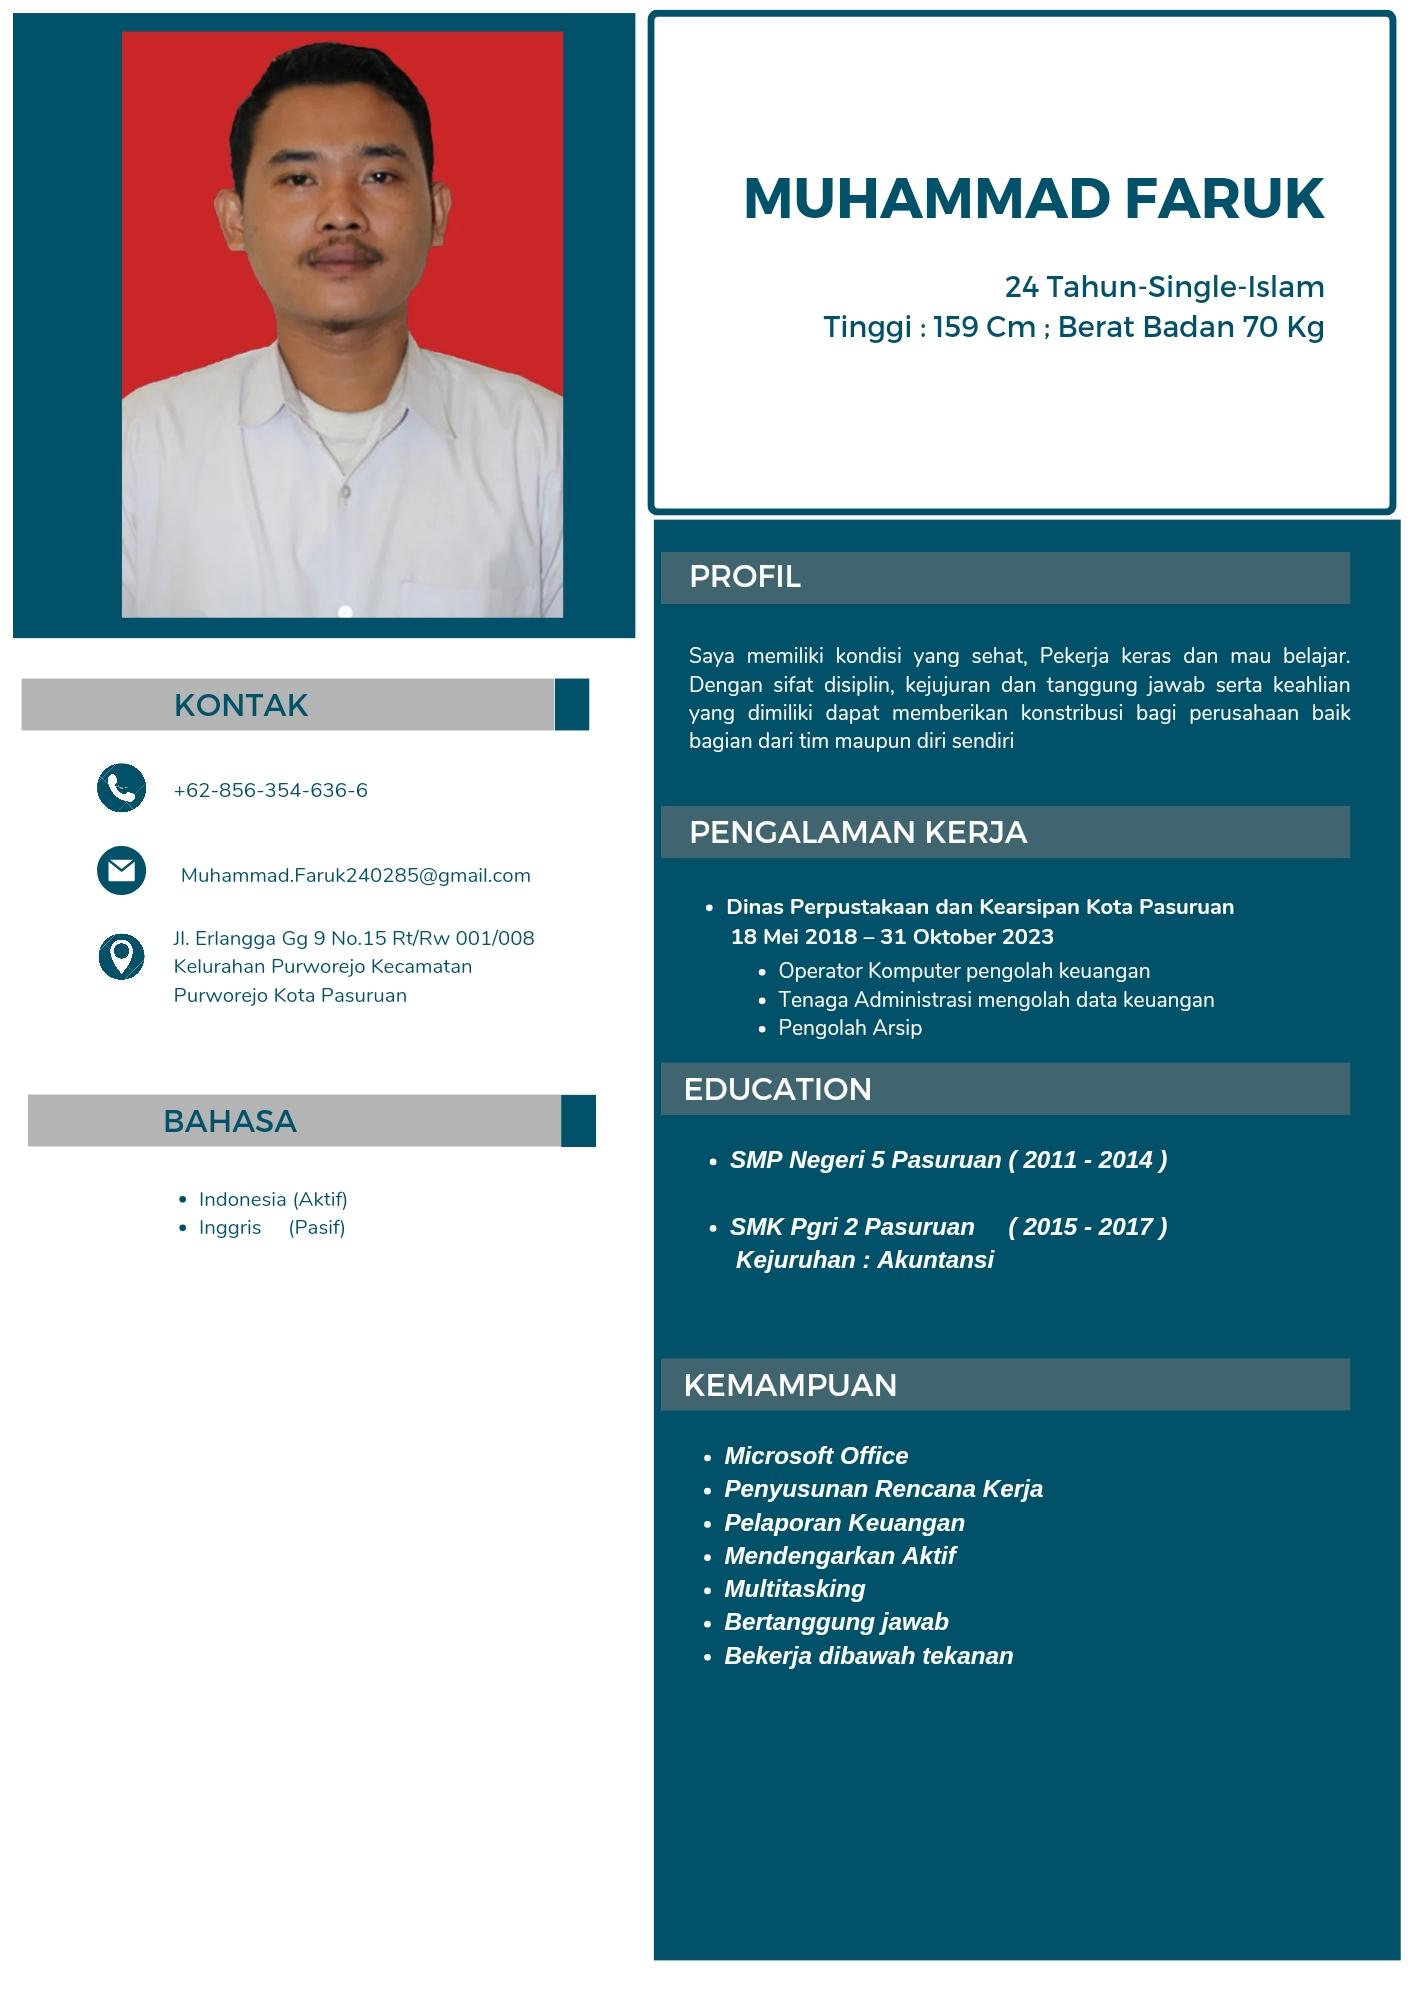 MUHAMMAD FARUK
24 Tahun-Single-Islam
Tinggi : 159 Cm ; Berat Badan 70 Kg
KONTAK
+62-856-354-636-6
Muhammad.Faruk240285@gmail.com
Jl. Erlangga Gg 9 No.15 Rt/Rw 001/008
Kelurahan Purworejo Kecamatan
Purworejo Kota Pasuruan
BAHASA
• Indonesia (Aktif)
• Inggris (Pasif)
PROFIL
Saya memiliki kondisi yang sehat, Pekerja keras dan mau belajar.
Dengan sifat disiplin, kejujuran dan tanggung jawab serta keahlian
yang dimiliki dapat memberikan konstribusi bagi perusahaan baik
bagian dari tim maupun diri sendiri
PENGALAMAN KERJA
• Dinas Perpustakaan dan Kearsipan Kota Pasuruan
18 Mei 2018 – 31 Oktober 2023
• Operator Komputer pengolah keuangan
• Tenaga Administrasi mengolah data keuangan
• Pengolah Arsip
EDUCATION
• SMP Negeri 5 Pasuruan ( 2011 - 2014 )
• SMK Pgri 2 Pasuruan ( 2015 - 2017 )
Kejuruhan : Akuntansi
KEMAMPUAN
• Microsoft Office
• Penyusunan Rencana Kerja
• Pelaporan Keuangan
• Mendengarkan Aktif
• Multitasking
• Bertanggung jawab
• Bekerja dibawah tekanan